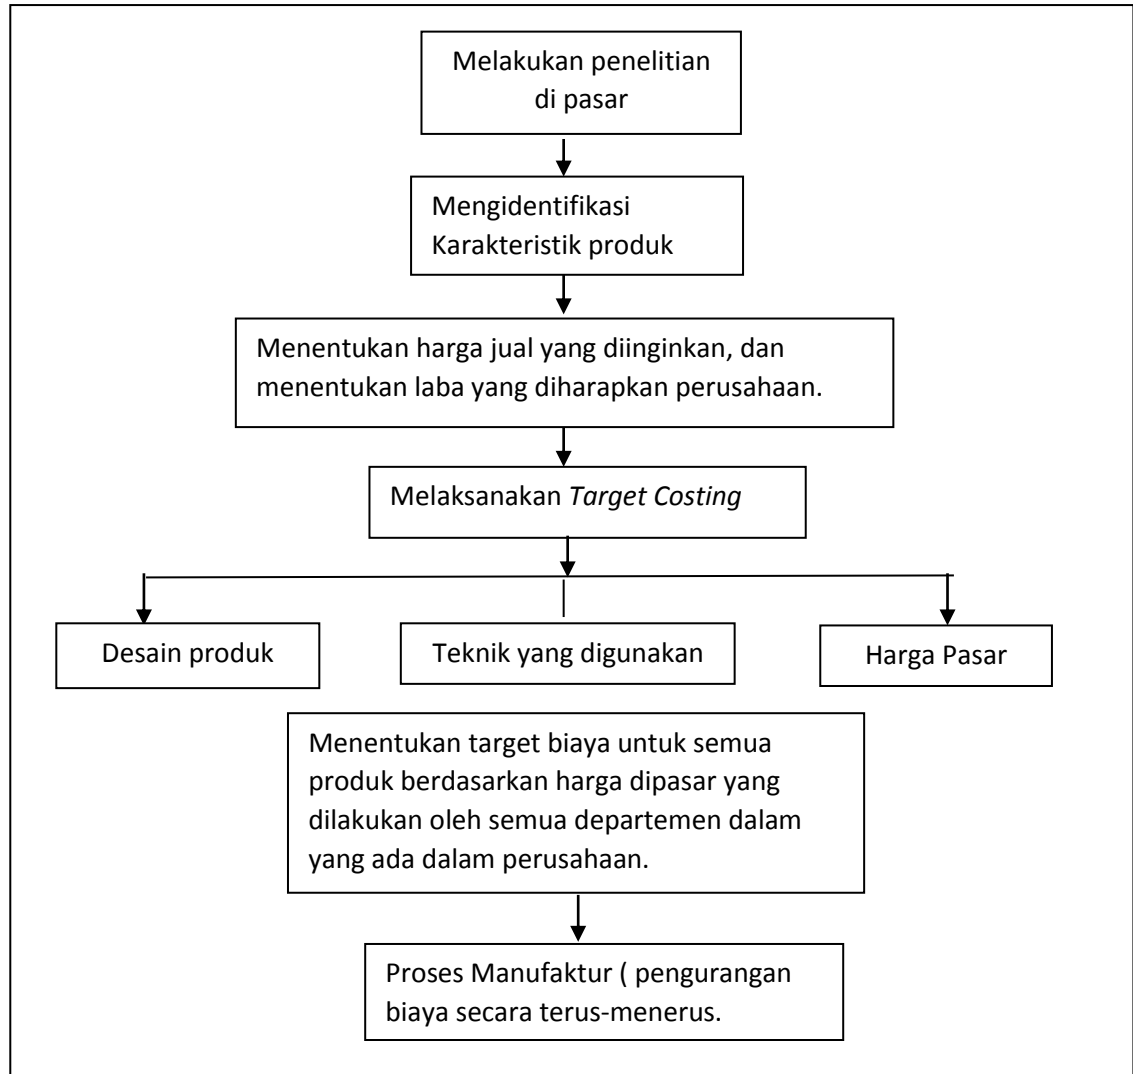 Melakukan penelitian
di pasar
Mengidentifikasi
Karakteristik produk
Menentukan harga jual yang diinginkan, dan
menentukan laba yang diharapkan perusahaan.
Melaksanakan Target Costing
Desain produk
Teknik yang digunakan
Harga Pasar
Menentukan target biaya untuk semua
produk berdasarkan harga dipasar yang
dilakukan oleh semua departemen dalam
yang ada dalam perusahaan.
Proses Manufaktur ( pengurangan
biaya secara terus-menerus.